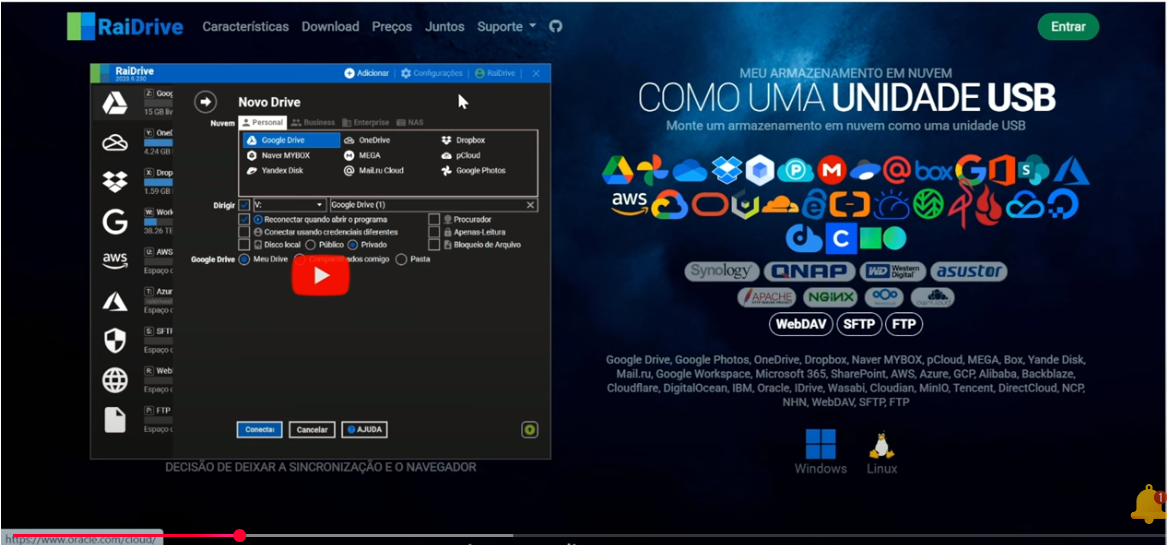 RaiDrive Características Download Preços Juntos Suporte Entrar
RaiDrive
2023.6.250
Adicionar | Configurações | RaiDrive |
Z: Goog
15 GB liv
Y: OneD
4.24 GB
X: Drop
1.59 GB
W: Work
38.26 TB
U: AWS
Espaço d
T: Azur
Espaço d
S: SFTI
Espaço d
R: Wel
Espaço d
P: FTP
Espaço d
aws
Novo Drive
Nuvem Personal Business Enterprise NAS
Google Drive OneDrive Dropbox
Naver MYBOX MEGA pCloud
Yandex Disk Mail.ru Cloud Google Photos
Dirigir V: Google Drive (1)
Reconectar quando abrir o programa Procurador
Conectar usando credenciais diferentes Apenas-Leitura
Disco local Público Privado Bloqueio de Arquivo
Google Drive Meu Drive comigo Pasta
Conectar Cancelar AJUDA
DECISÃO DE DEIXAR A SINCRONIZAÇÃO E O NAVEGADOR
MEU ARMAZENAMENTO EM NUVEM
COMO UMA UNIDADE USB
Monte um armazenamento em nuvem como uma unidade USB
box
aws
Synology QNAP WD Western Digital asustor
APACHE NGINX
WebDAV SFTP FTP
Google Drive, Google Photos, OneDrive, Dropbox, Naver MYBOX, pCloud, MEGA, Box, Yande Disk,
Mail.ru, Google Workspace, Microsoft 365, SharePoint, AWS, Azure, GCP, Alibaba, Backblaze,
Cloudflare, DigitalOcean, IBM, Oracle, IDrive, Wasabi, Cloudian, MinIO, Tencent, DirectCloud, NCP,
NHN, WebDAV, SFTP, FTP
Windows Linux
1
https://www.oracle.com/cloud/